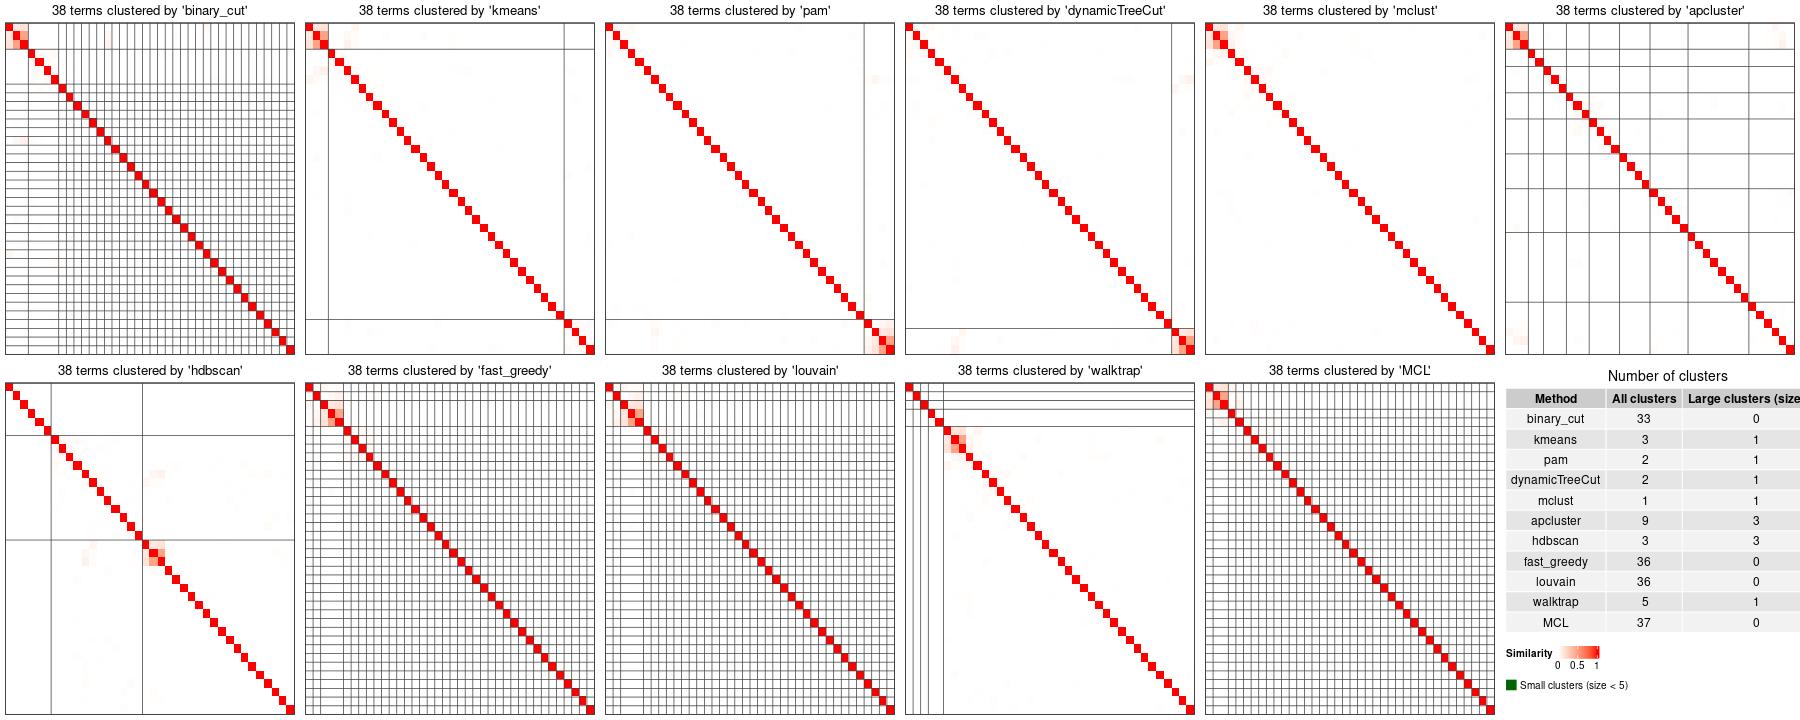 38 terms clustered by 'binary_cut'
38 terms clustered by 'kmeans'
38 terms clustered by 'pam'
38 terms clustered by 'dynamicTreeCut'
38 terms clustered by 'mclust'
38 terms clustered by 'apcluster'
38 terms clustered by 'hdbscan'
38 terms clustered by 'fast_greedy'
38 terms clustered by 'louvain'
38 terms clustered by 'walktrap'
38 terms clustered by 'MCL'
Number of clusters
Method All clusters Large clusters (size
binary_cut 33 0
kmeans 3 1
pam 2 1
dynamicTreeCut 2 1
mclust 1 1
apcluster 9 3
hdbscan 3 3
fast_greedy 36 0
louvain 36 0
walktrap 5 1
MCL 37 0
Similarity
0 0.5 1
Small clusters (size < 5)